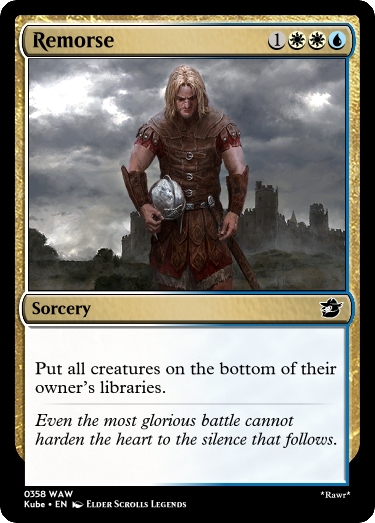 Remorse 1
Sorcery
Put all creatures on the bottom of their
owner's libraries.
Even the most glorious battle cannot
harden the heart to the silence that follows.
0358 WAW
Kube • EN Elder Scrolls Legends
*Rawr*